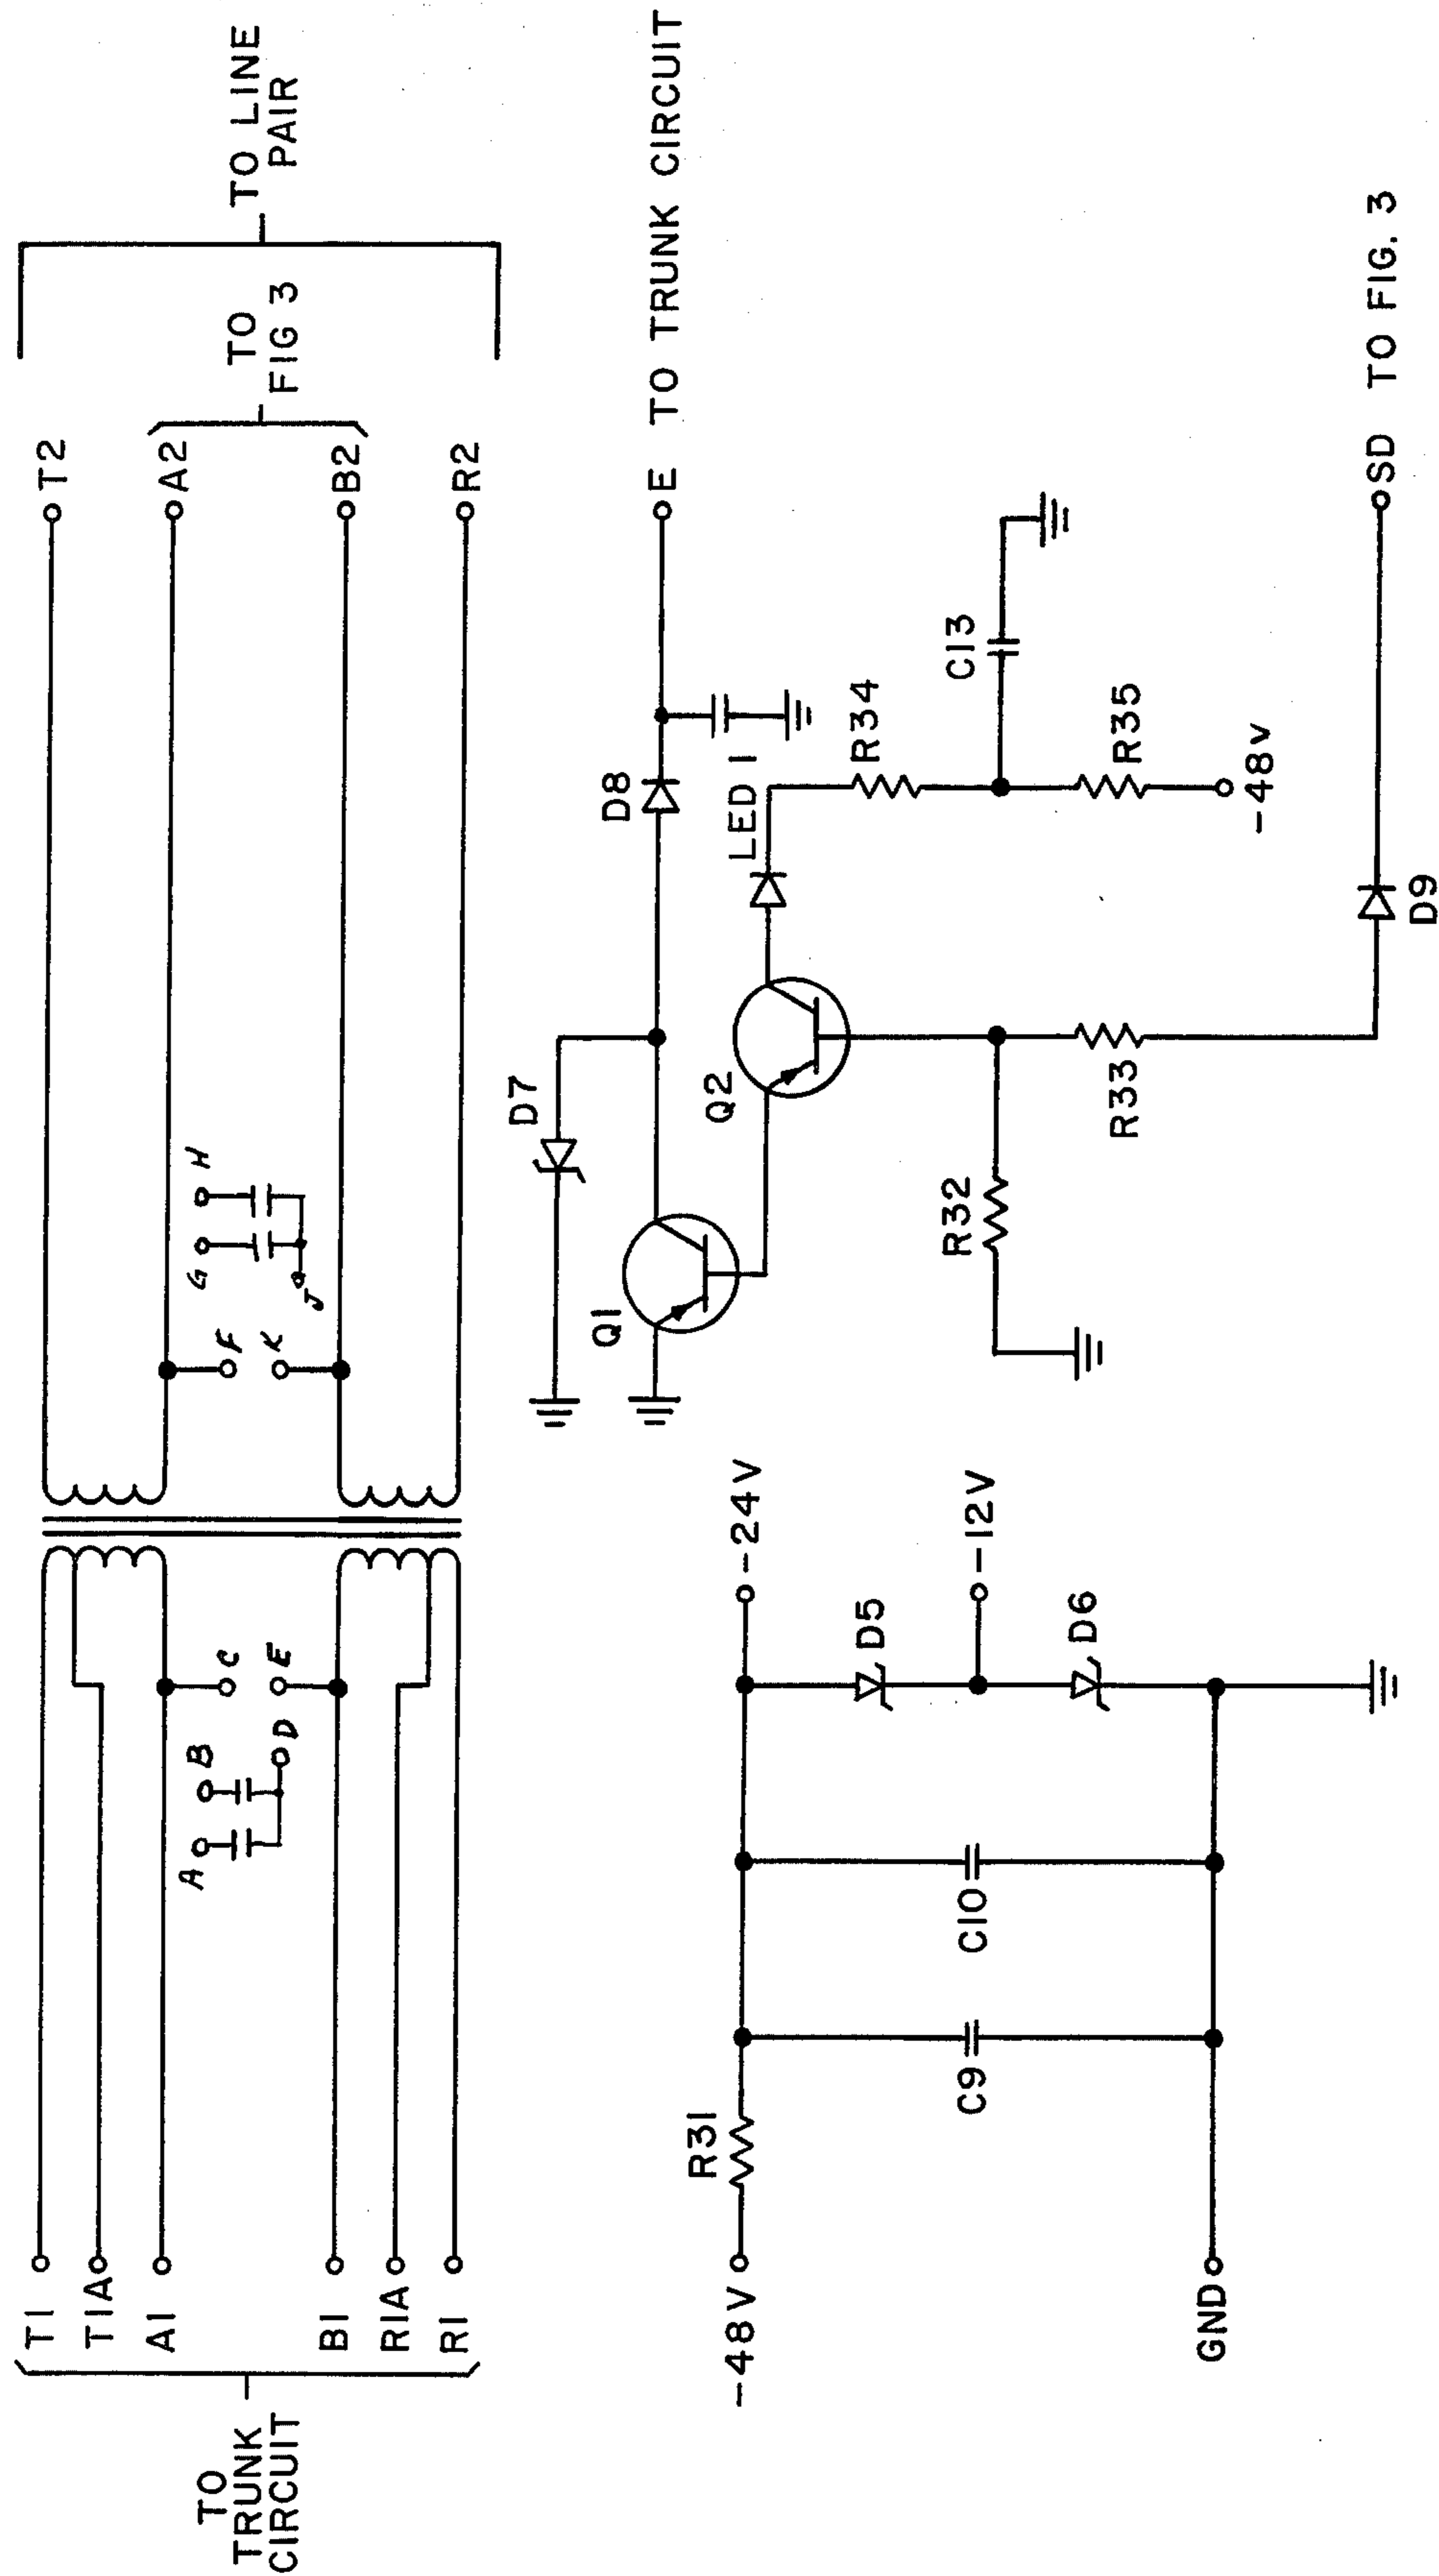 TO
TRUNK
CIRCUIT
T1
T1A
A1
B1
R1A
R1
A
B
C
D
E
F
K
G
H
J
T2
A2
B2
R2
TO
FIG 3
TO LINE
PAIR
D7
Q1
D8
E TO TRUNK CIRCUIT
Q2
LED 1
R34
C13
R32
R33
R35
-48v
D9
SD TO FIG. 3
-48V
R31
-24V
D5
-12V
C9
C10
D6
GND